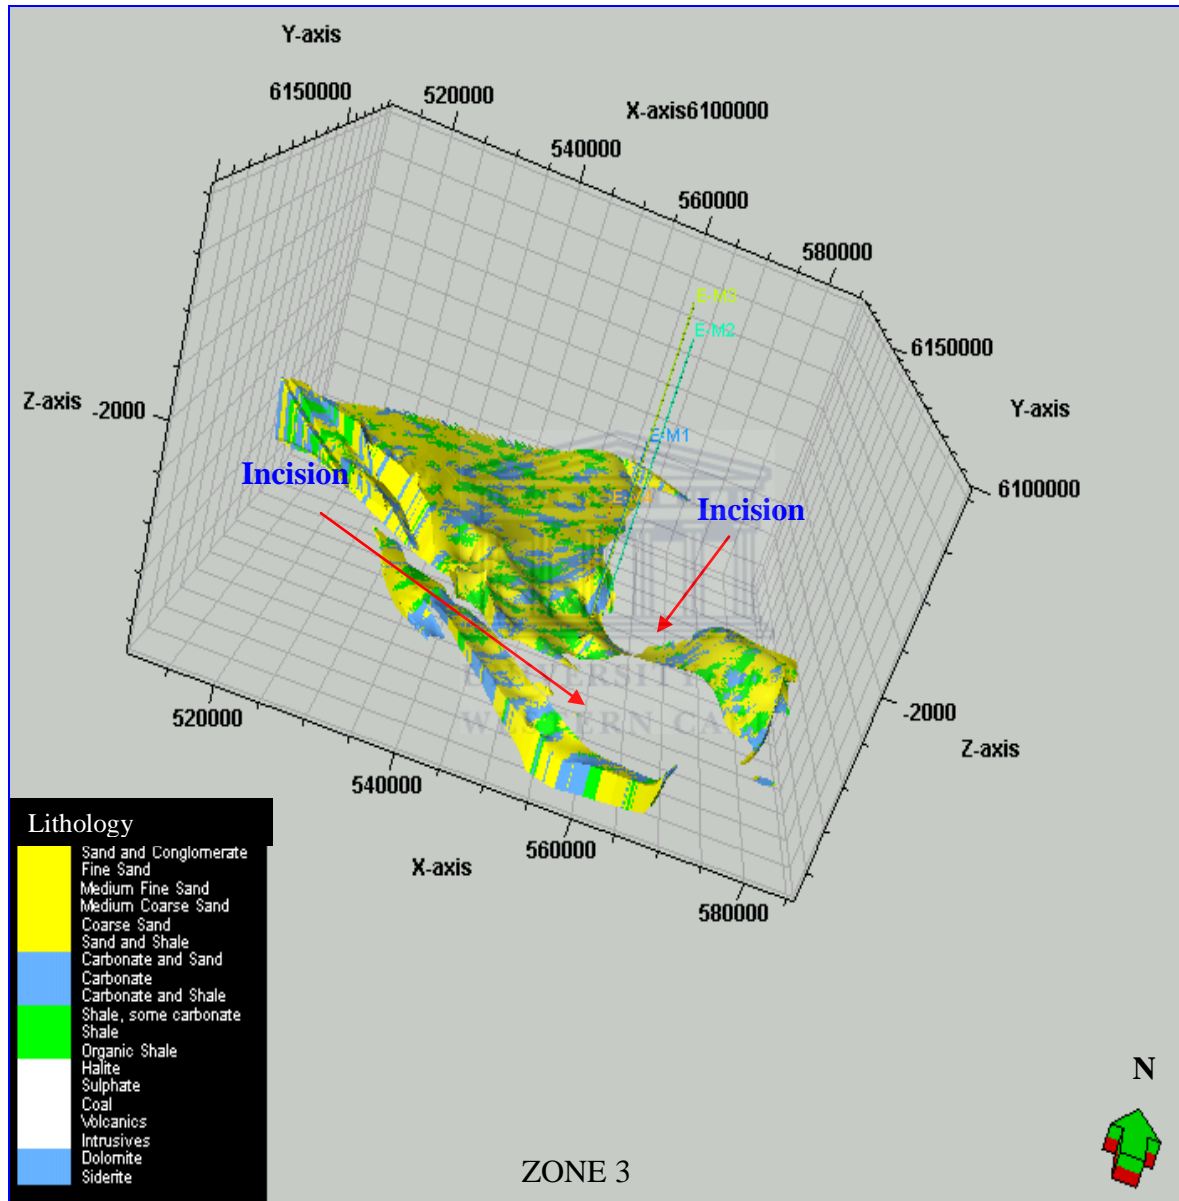 Y-axis
6150000
520000
X-axis6100000
540000
560000
580000
E-M3
E-M2
6150000
Z-axis
-2000
Y-axis
E-M1
Incision
6100000
Incision
UNIVERSITY
WESTERN CAPE
520000
-2000
Z-axis
540000
560000
X-axis
580000
Lithology
Sand and Conglomerate
Fine Sand
Medium Fine Sand
Medium Coarse Sand
Coarse Sand
Sand and Shale
Carbonate and Sand
Carbonate
Carbonate and Shale
Shale, some carbonate
Shale
Organic Shale
Halite
Sulphate
Coal
Volcanics
Intrusives
Dolomite
Siderite
N
ZONE 3